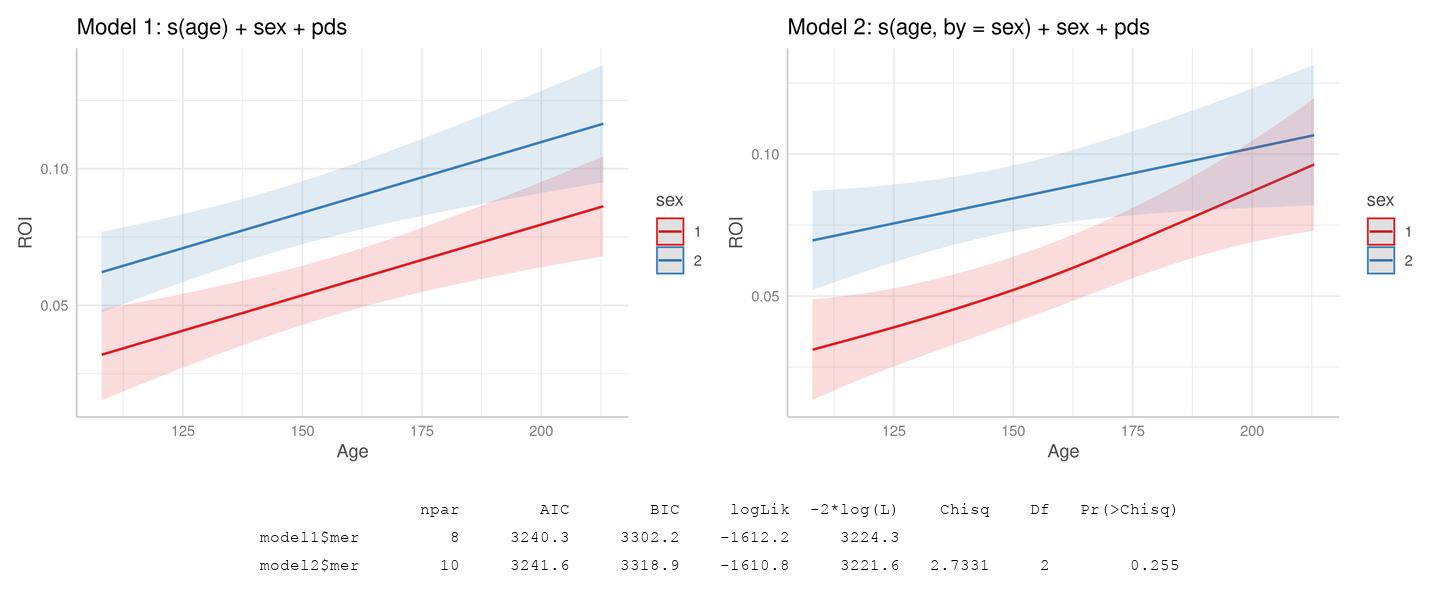 Model 1: s(age) + sex + pds
ROI
0.10
0.05
125 150 175 200
Age
sex
1
2
Model 2: s(age, by = sex) + sex + pds
ROI
0.10
0.05
125 150 175 200
Age
sex
1
2
npar AIC BIC logLik -2*log(L) Chisq Df Pr(>Chisq)
model1$mer 8 3240.3 3302.2 -1612.2 3224.3
model2$mer 10 3241.6 3318.9 -1610.8 3221.6 2.7331 2 0.255